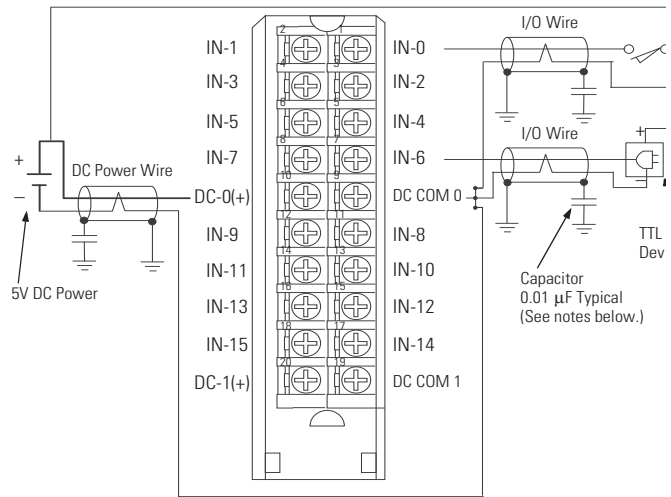 I/O Wire
2 1
IN-1 IN-0
4 3
IN-3 IN-2
6 5
IN-5 IN-4
I/O Wire
8 7
IN-7 IN-6
+ +
DC Power Wire
10 9
– DC-0(+) DC COM 0 –
12 11
IN-9 IN-8
TTL
14 13
IN-11 IN-10
5V DC Power
Capacitor
0.01 µF Typical
(See notes below.)
16 15
IN-13 IN-12
18 17
IN-15 IN-14
20 19
DC-1(+) DC COM 1